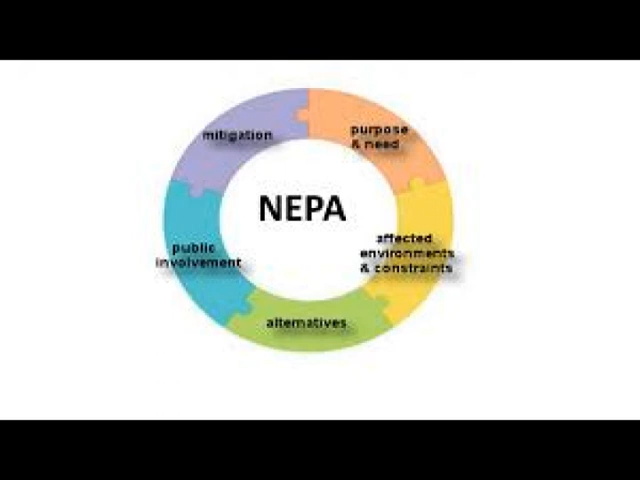 mitigation
purpose
& need
NEPA
affected
environments
& constraints
public
involvement
alternatives